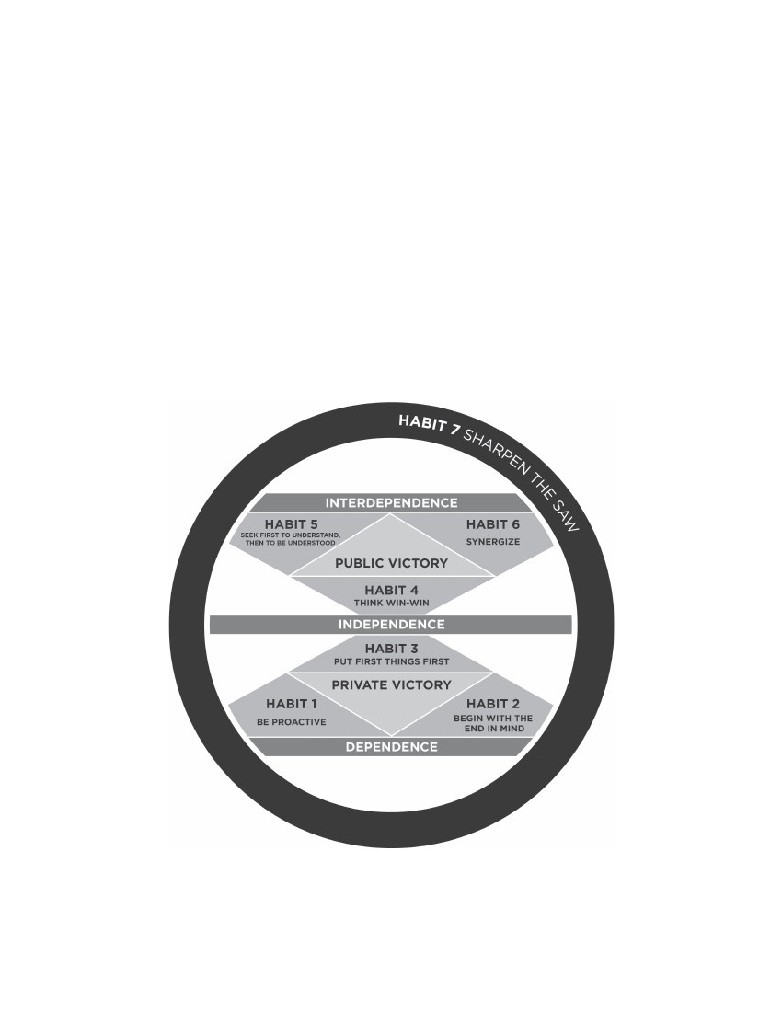 HABIT 7 SHARPEN THE SAW
INTERDEPENDENCE
HABIT 5
SEEK FIRST TO UNDERSTAND,
THEN TO BE UNDERSTOOD
HABIT 6
SYNERGIZE
PUBLIC VICTORY
HABIT 4
THINK WIN-WIN
INDEPENDENCE
HABIT 3
PUT FIRST THINGS FIRST
PRIVATE VICTORY
HABIT 1
BE PROACTIVE
HABIT 2
BEGIN WITH THE
END IN MIND
DEPENDENCE